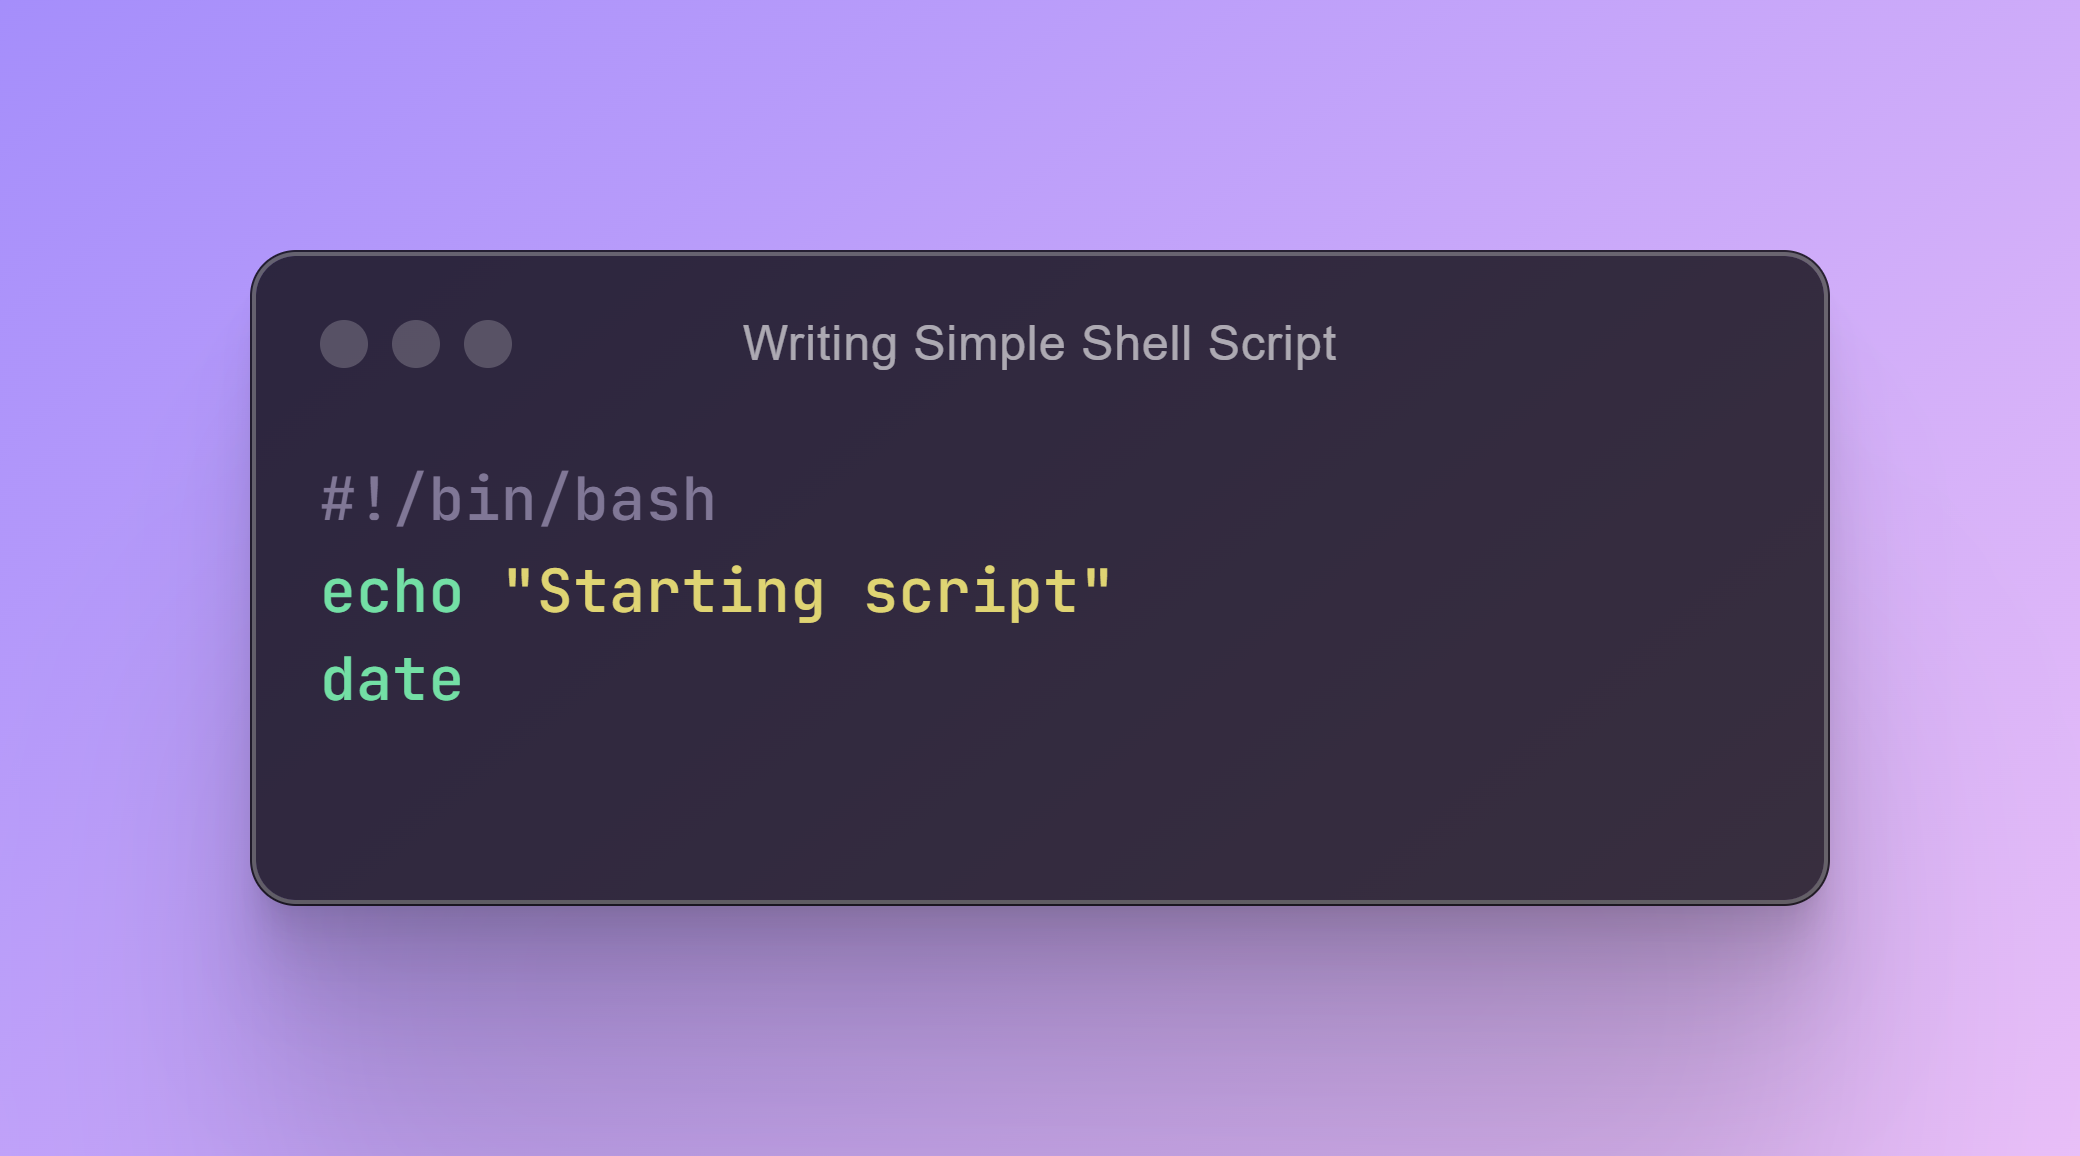 Writing Simple Shell Script
#!/bin/bash
echo "Starting script"
date